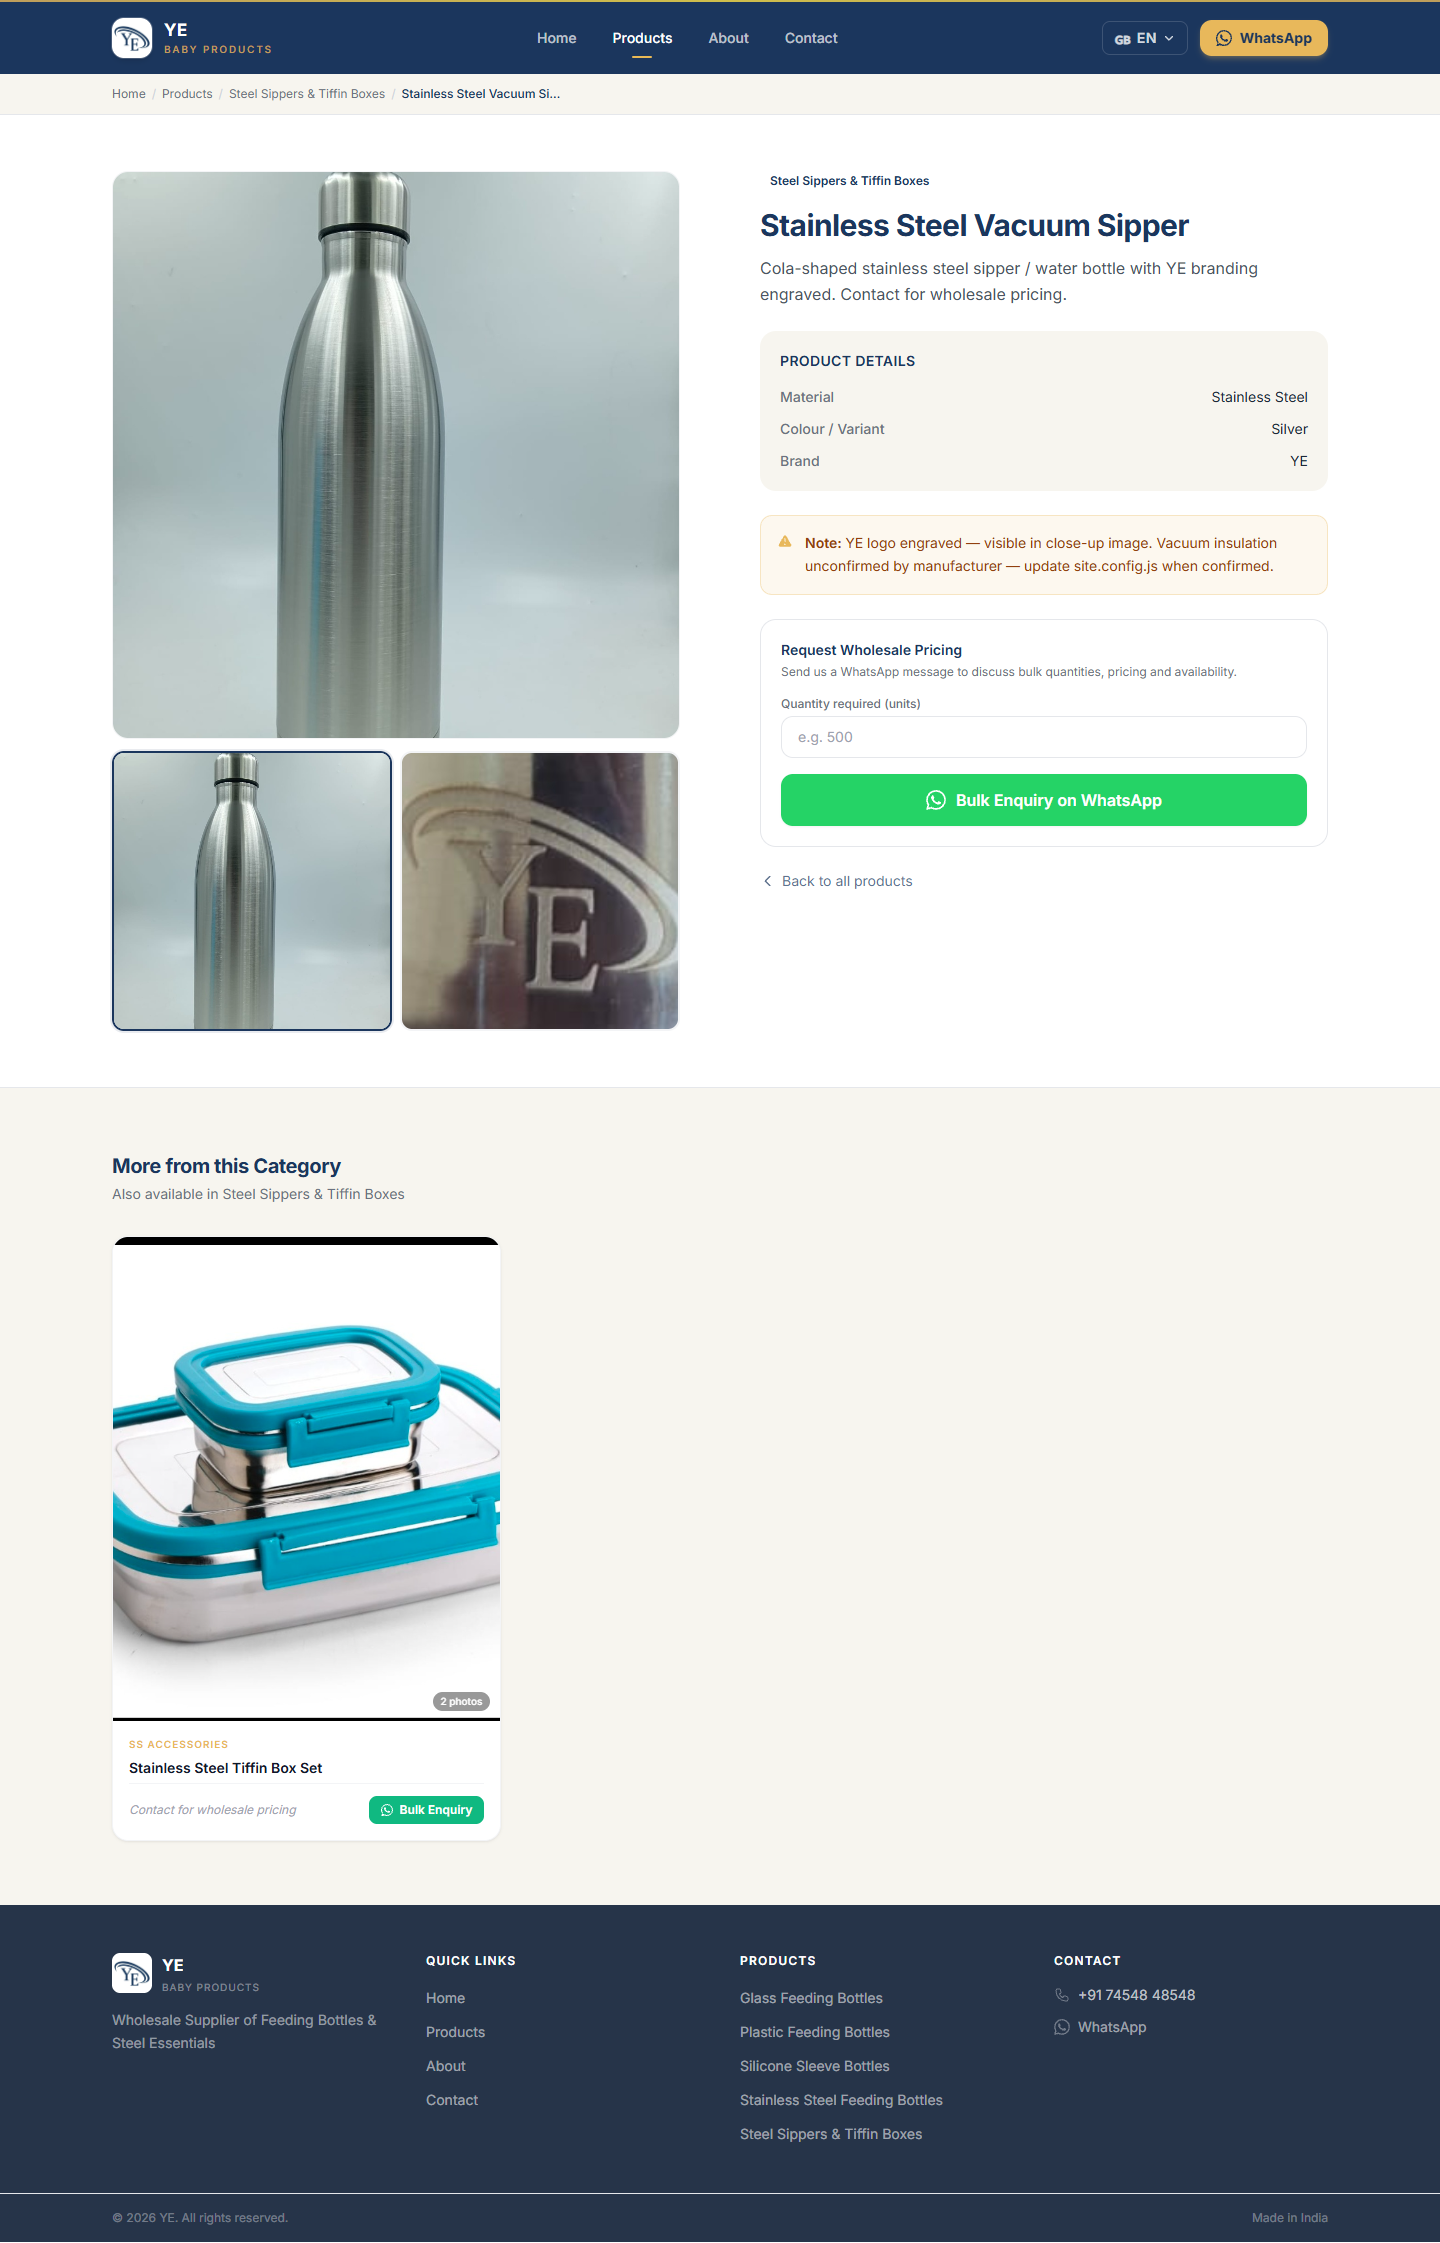 YE
YE
BABY PRODUCTS
Home
Products
About
Contact
GB EN
WhatsApp
Home / Products / Steel Sippers & Tiffin Boxes / Stainless Steel Vacuum Si...
Steel Sippers & Tiffin Boxes
Stainless Steel Vacuum Sipper
Cola-shaped stainless steel sipper / water bottle with YE branding
engraved. Contact for wholesale pricing.
PRODUCT DETAILS
Material Stainless Steel
Colour / Variant Silver
Brand YE
Note: YE logo engraved — visible in close-up image. Vacuum insulation
unconfirmed by manufacturer — update site.config.js when confirmed.
Request Wholesale Pricing
Send us a WhatsApp message to discuss bulk quantities, pricing and availability.
Quantity required (units)
e.g. 500
Bulk Enquiry on WhatsApp
Back to all products
YE
More from this Category
Also available in Steel Sippers & Tiffin Boxes
2 photos
SS ACCESSORIES
Stainless Steel Tiffin Box Set
Contact for wholesale pricing
Bulk Enquiry
YE
YE
BABY PRODUCTS
Wholesale Supplier of Feeding Bottles &
Steel Essentials
QUICK LINKS
Home
Products
About
Contact
PRODUCTS
Glass Feeding Bottles
Plastic Feeding Bottles
Silicone Sleeve Bottles
Stainless Steel Feeding Bottles
Steel Sippers & Tiffin Boxes
CONTACT
+91 74548 48548
WhatsApp
© 2026 YE. All rights reserved.
Made in India